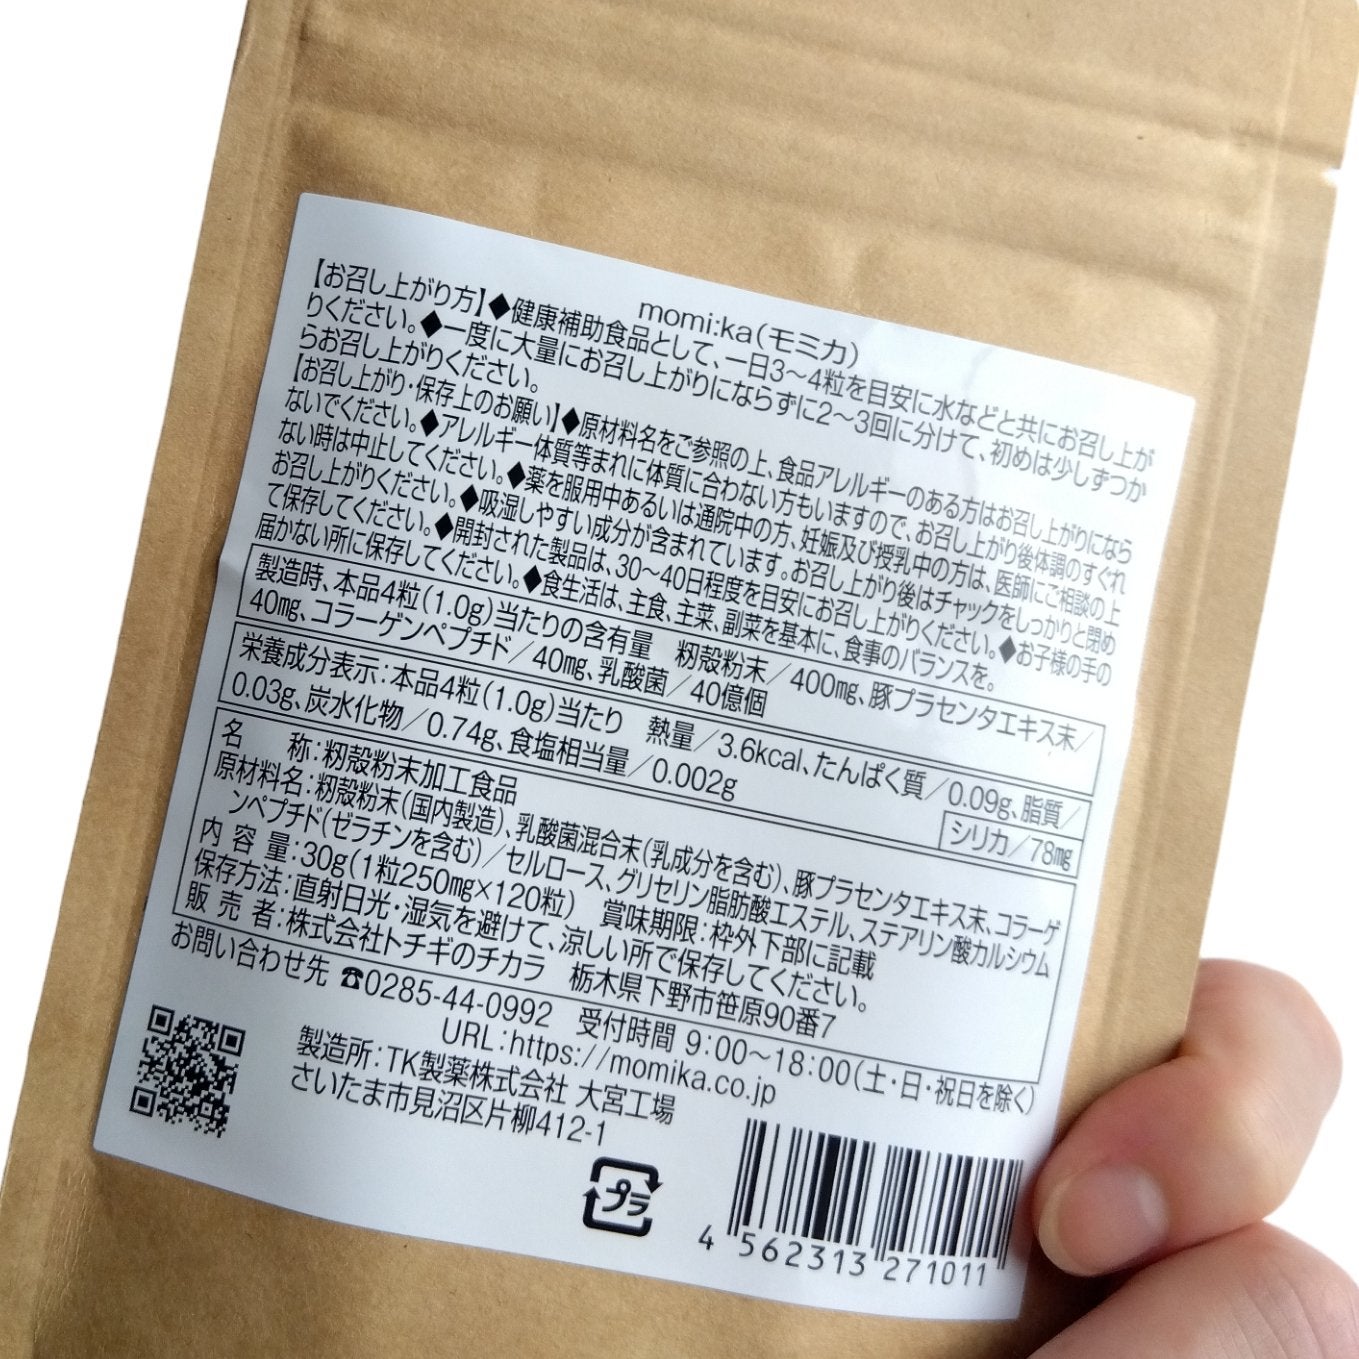 momi:ka(モミカ)
【お召し上がり方】◆健康補助食品として、一日3〜4粒を目安に水などと共にお召し上が
りください。◆一度に大量にお召し上がりにならずに2〜3回に分けて、初めは少しずつか
らお召し上がりください。
【お召し上がり・保存上のお願い】◆原材料名をご参照の上、食品アレルギーのある方はお召し上がりになら
ないでください。◆アレルギー体質等まれに体質に合わない方もいますので、お召し上がり後体調のすぐれ
ない時は中止してください。◆薬を服用中あるいは通院中の方、妊娠及び授乳中の方は、医師にご相談の上
お召し上がりください。◆吸湿しやすい成分が含まれています。お召し上がり後はチャックをしっかりと閉め
て保存してください。◆開封された製品は、30〜40日程度を目安にお召し上がりください。◆お子様の手の
届かない所に保存してください。◆食生活は、主食、主菜、副菜を基本に、食事のバランスを。
製造時、本品4粒(1.0g)当たりの含有量 籾殻粉末/400mg、豚プラセンタエキス末/
40mg、コラーゲンペプチド/40mg、乳酸菌/40億個
栄養成分表示:本品4粒(1.0g)当たり 熱量/3.6kcal、たんぱく質/0.09g、脂質/
0.03g、炭水化物/0.74g、食塩相当量/0.002g
シリカ/78mg
名 称:籾殻粉末加工食品
原材料名:籾殻粉末(国内製造)、乳酸菌混合末(乳成分を含む)、豚プラセンタエキス末、コラーゲ
ンペプチド(ゼラチンを含む)/セルロース、グリセリン脂肪酸エステル、ステアリン酸カルシウム
内 容 量:30g(1粒250mg×120粒) 賞味期限:枠外下部に記載
保存方法:直射日光・湿気を避けて、涼しい所で保存してください。
販 売 者:株式会社トチギのチカラ 栃木県下野市笹原90番7
お問い合わせ先 ☎0285-44-0992 受付時間 9:00〜18:00(土・日・祝日を除く)
URL:https://momika.co.jp
製造所:TK製薬株式会社 大宮工場
さいたま市見沼区片柳412-1
プラ
4 562313 271011